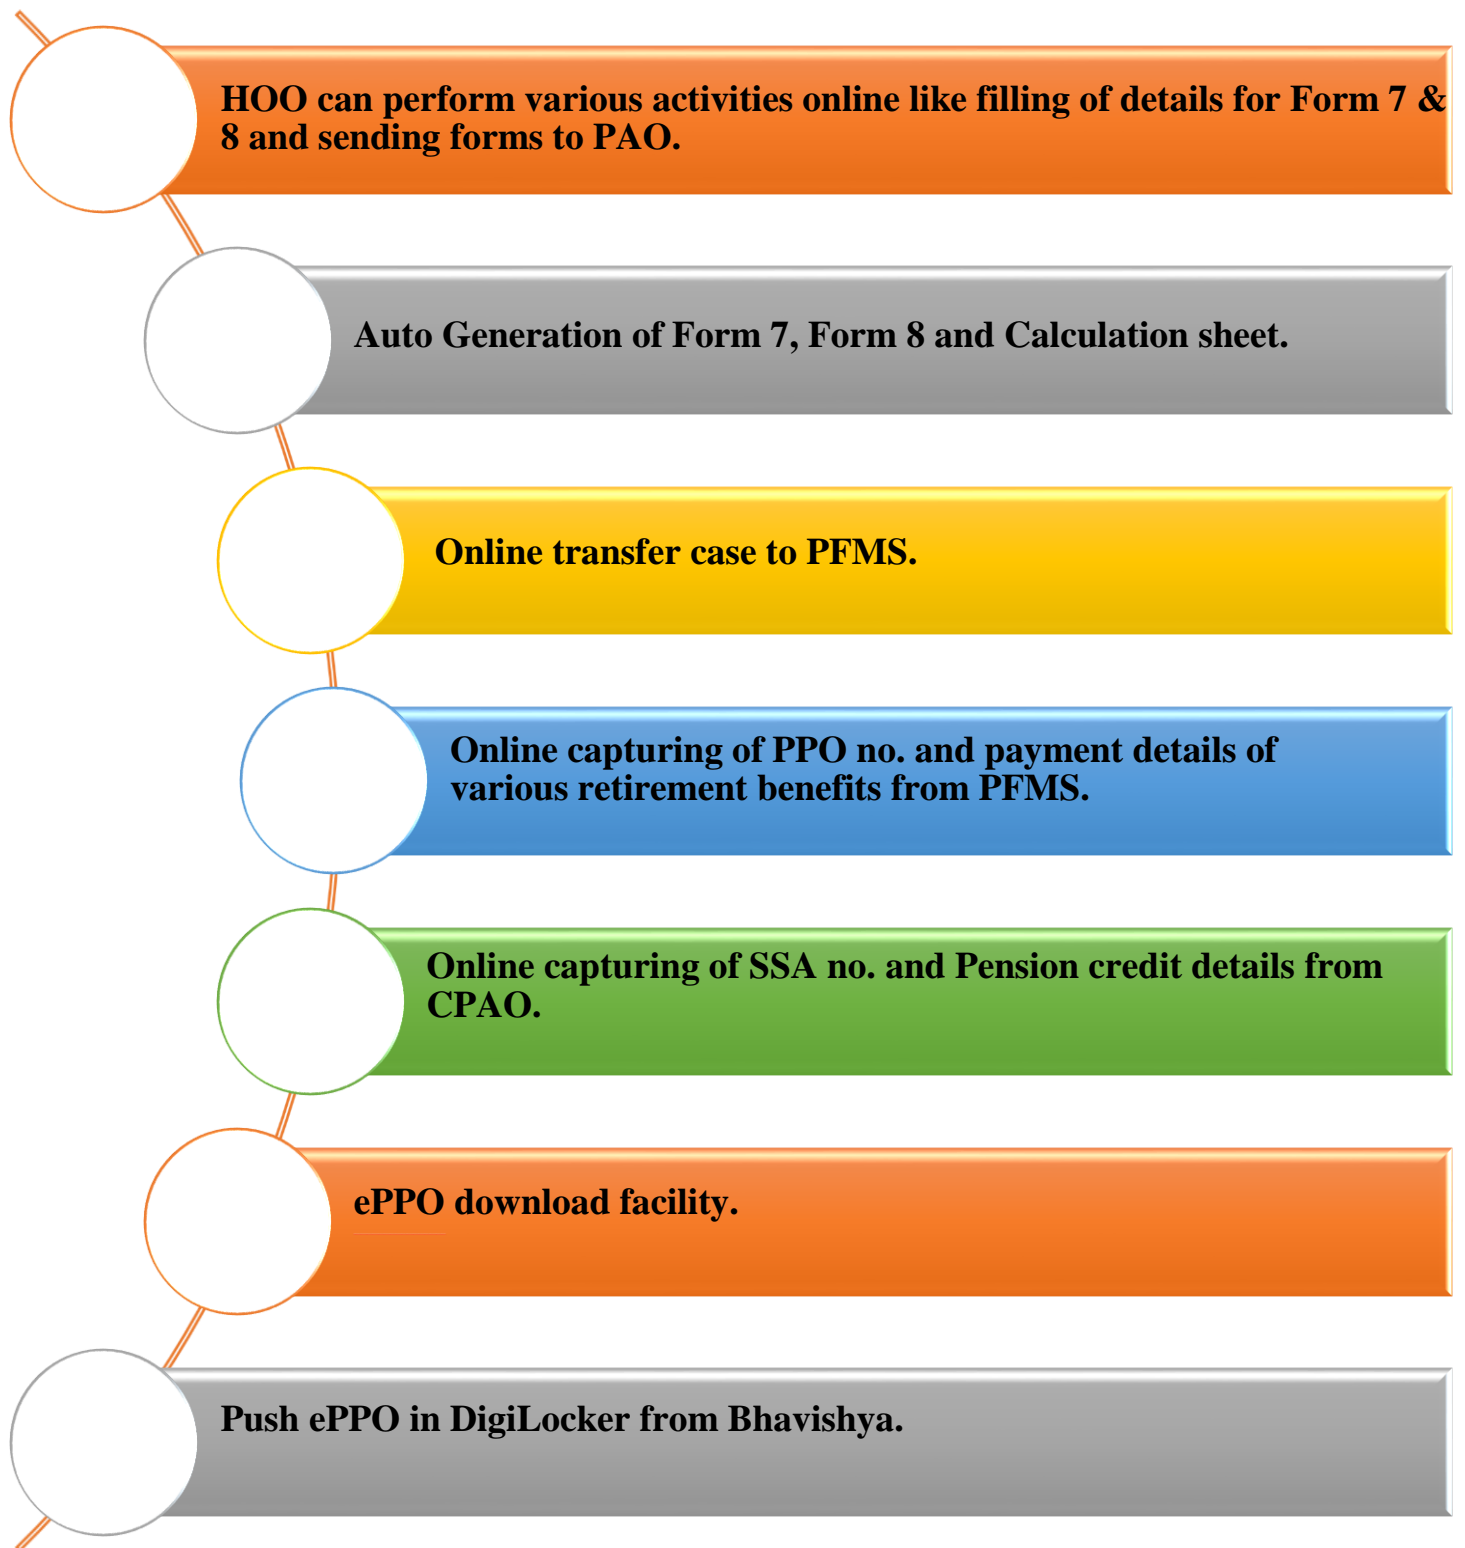 HOO can perform various activities online like filling of details for Form 7 &
8 and sending forms to PAO.
Auto Generation of Form 7, Form 8 and Calculation sheet.
Online transfer case to PFMS.
Online capturing of PPO no. and payment details of
various retirement benefits from PFMS.
Online capturing of SSA no. and Pension credit details from
CPAO.
ePPO download facility.
Push ePPO in DigiLocker from Bhavishya.